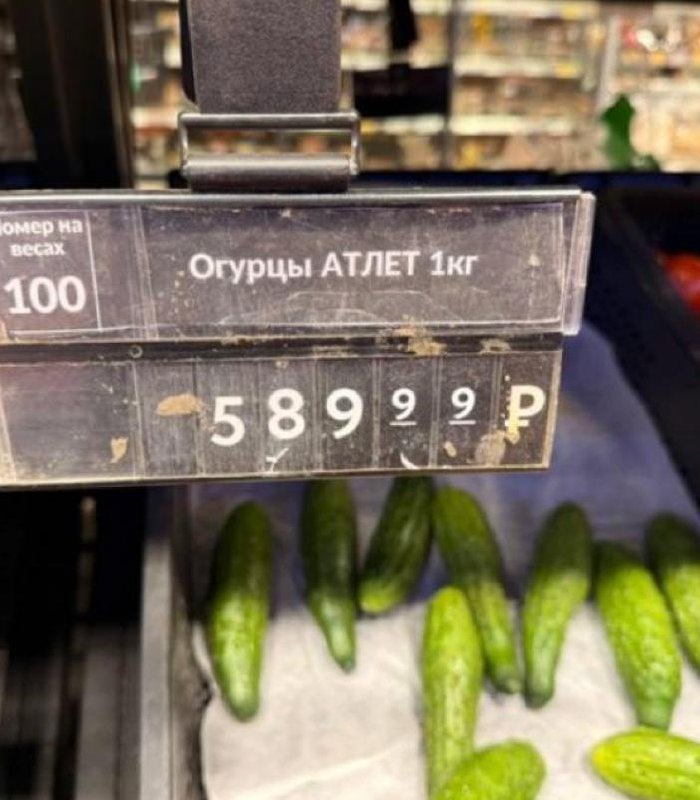 омер на
весах
100
Огурцы АТЛЕТ 1кг
589 99 ₽